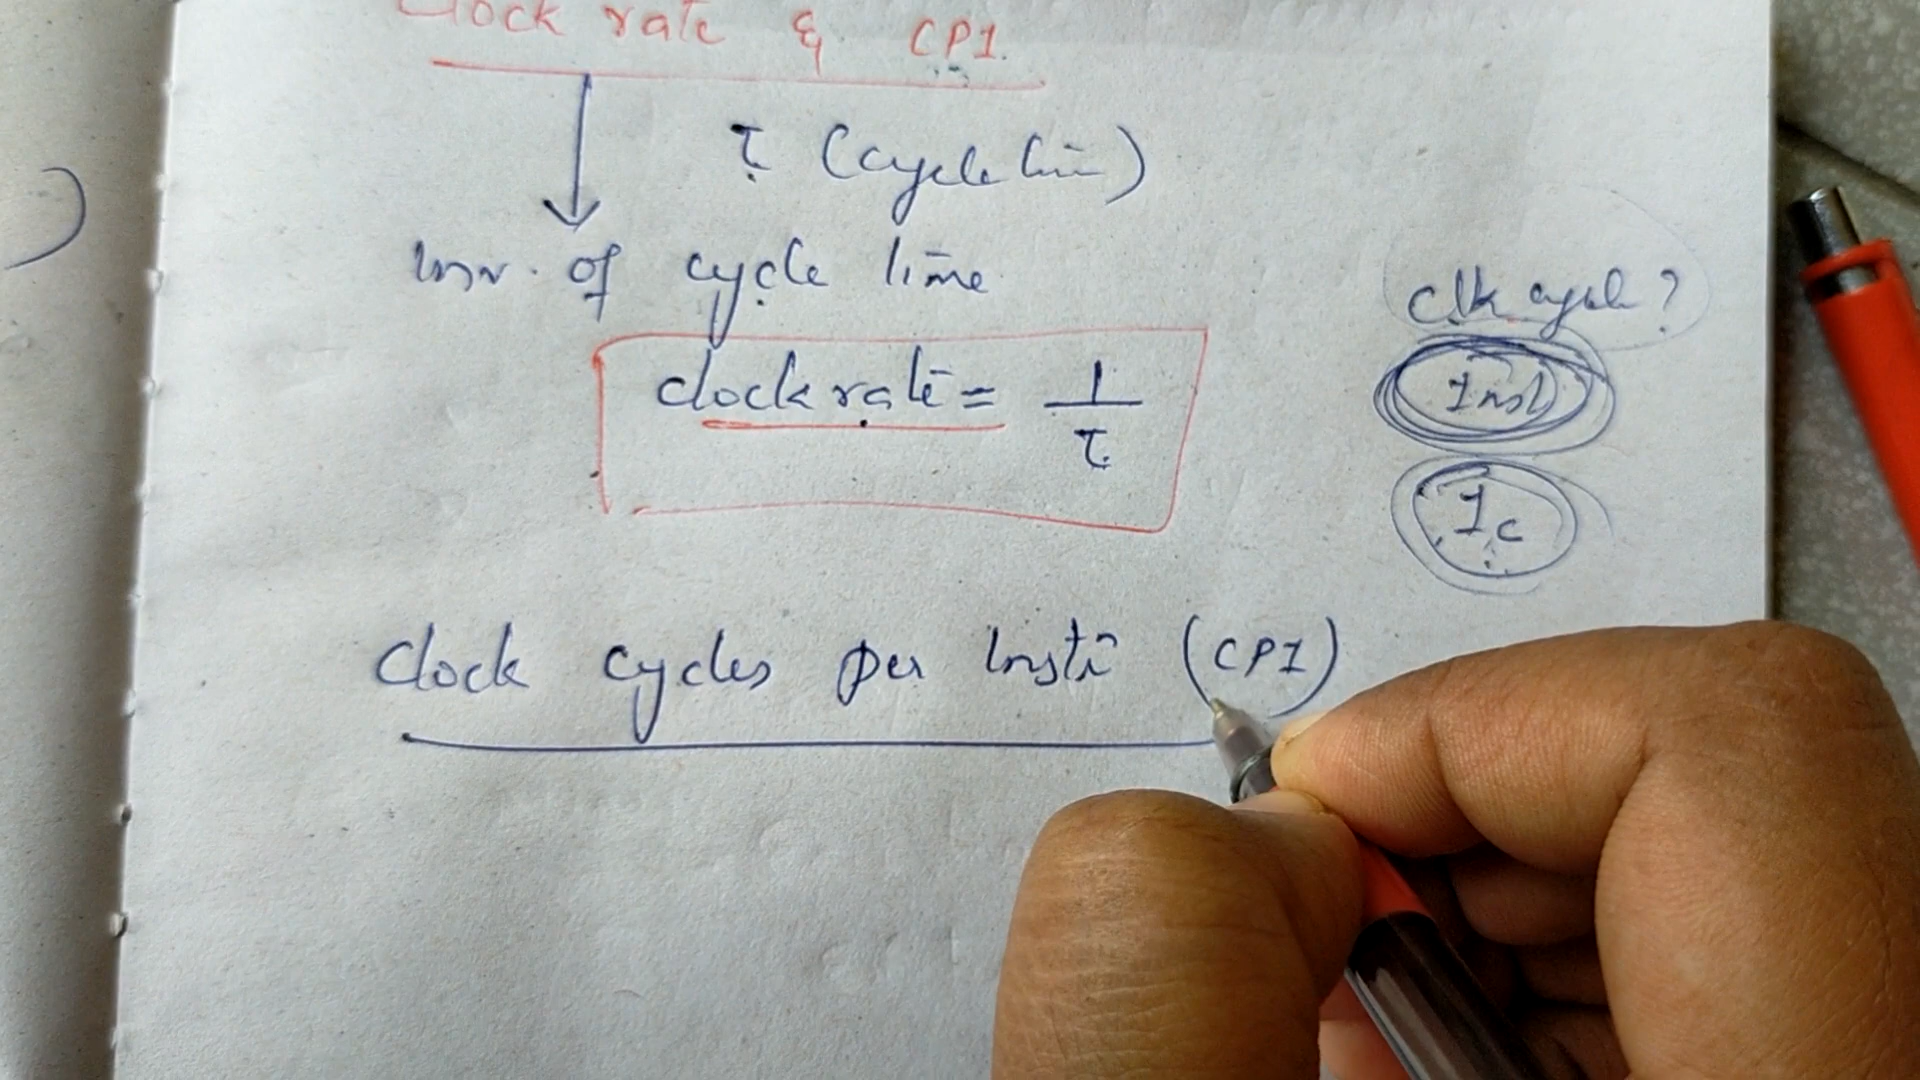 Clock rate & CPI
τ (cycle time)
Inv. of cycle time
clock rate = 1/τ
clk cycle ?
Inst
Ic
Clock cycles per Instr (CPI)